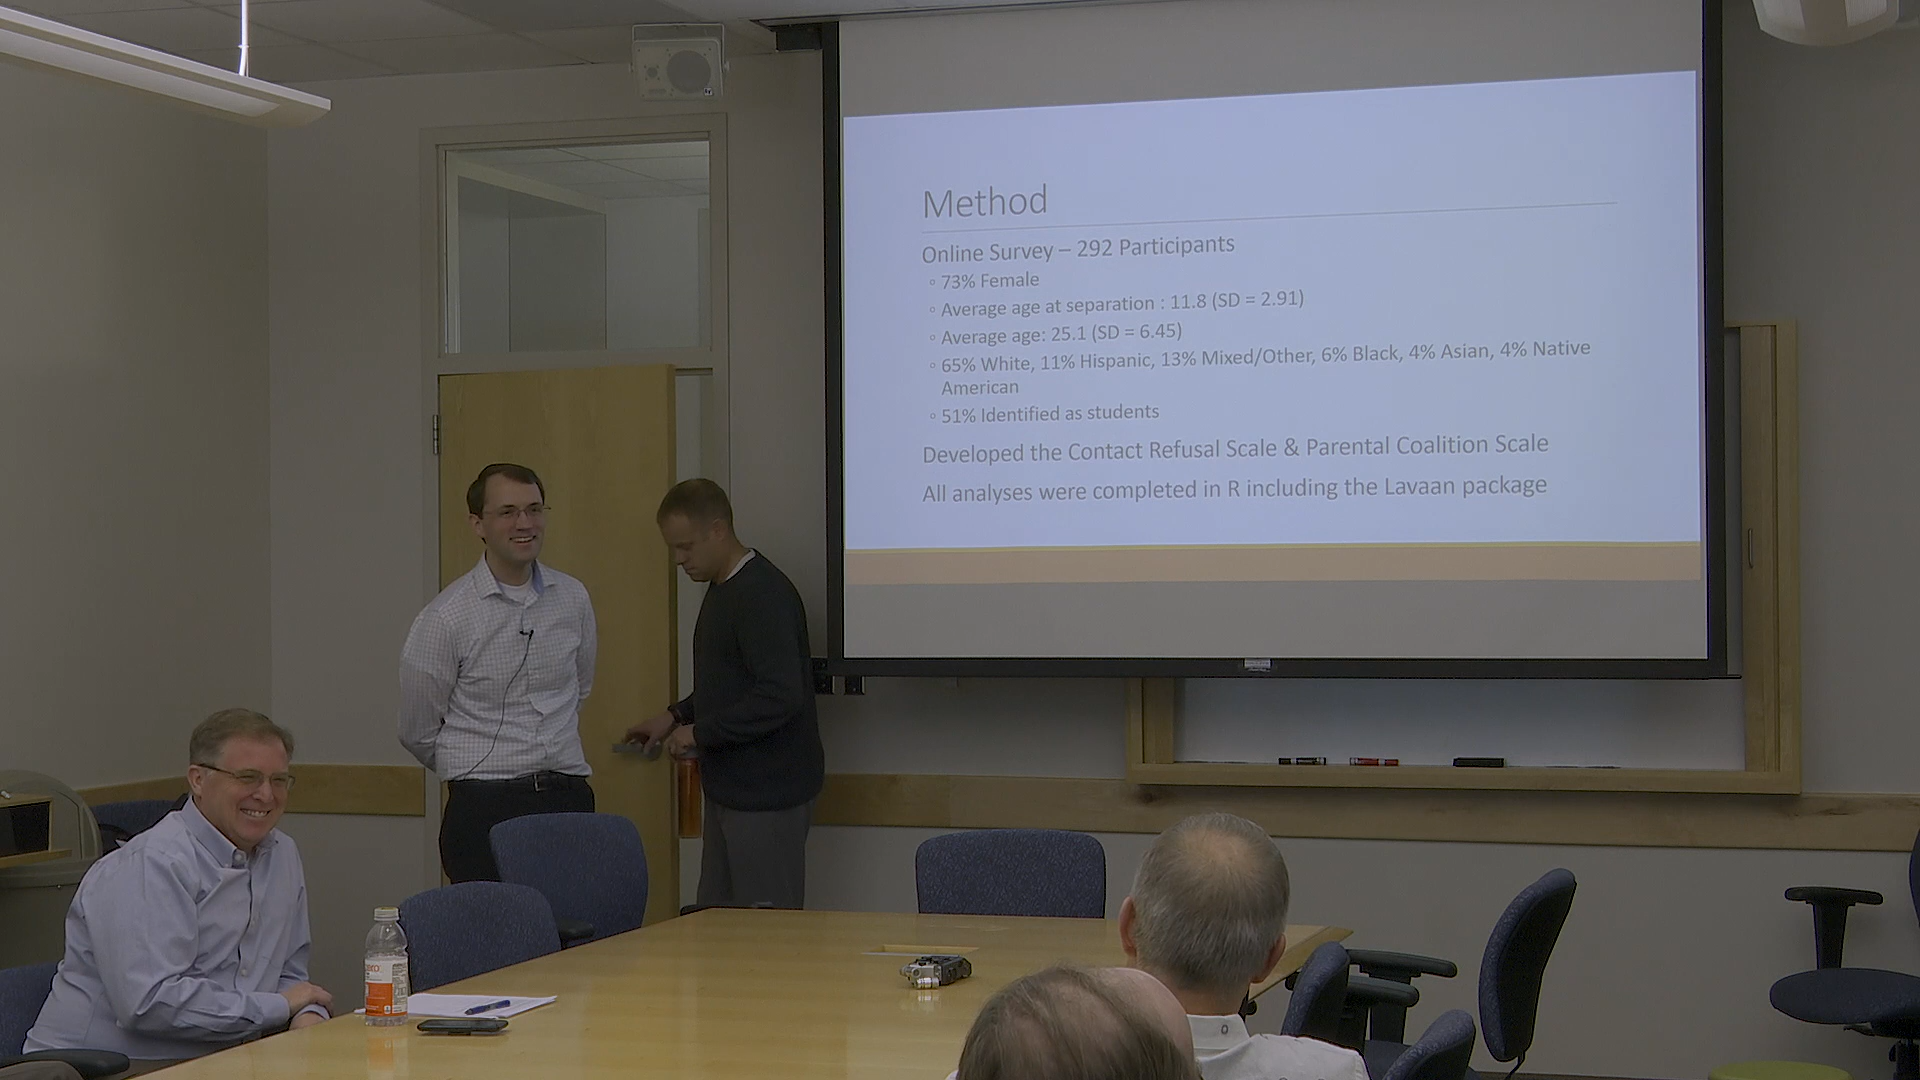 Method
Online Survey – 292 Participants
◦ 73% Female
◦ Average age at separation : 11.8 (SD = 2.91)
◦ Average age: 25.1 (SD = 6.45)
◦ 65% White, 11% Hispanic, 13% Mixed/Other, 6% Black, 4% Asian, 4% Native
American
◦ 51% Identified as students
Developed the Contact Refusal Scale & Parental Coalition Scale
All analyses were completed in R including the Lavaan package